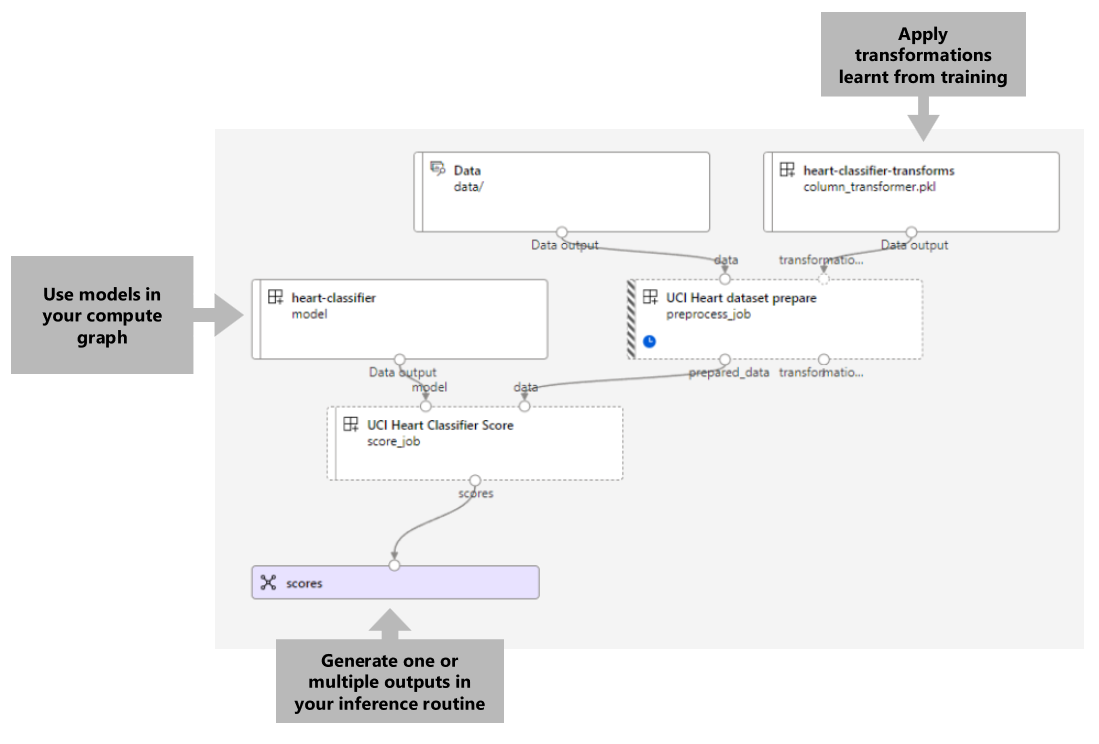 Apply
transformations
learnt from training
Data
data/
Data output
heart-classifier-transforms
column_transformer.pkl
Data output
data
transformatio...
Use models in
your compute
graph
heart-classifier
model
Data output
UCI Heart dataset prepare
preprocess_job
prepared_data
transformatio...
model
data
UCI Heart Classifier Score
score_job
scores
scores
Generate one or
multiple outputs in
your inference routine